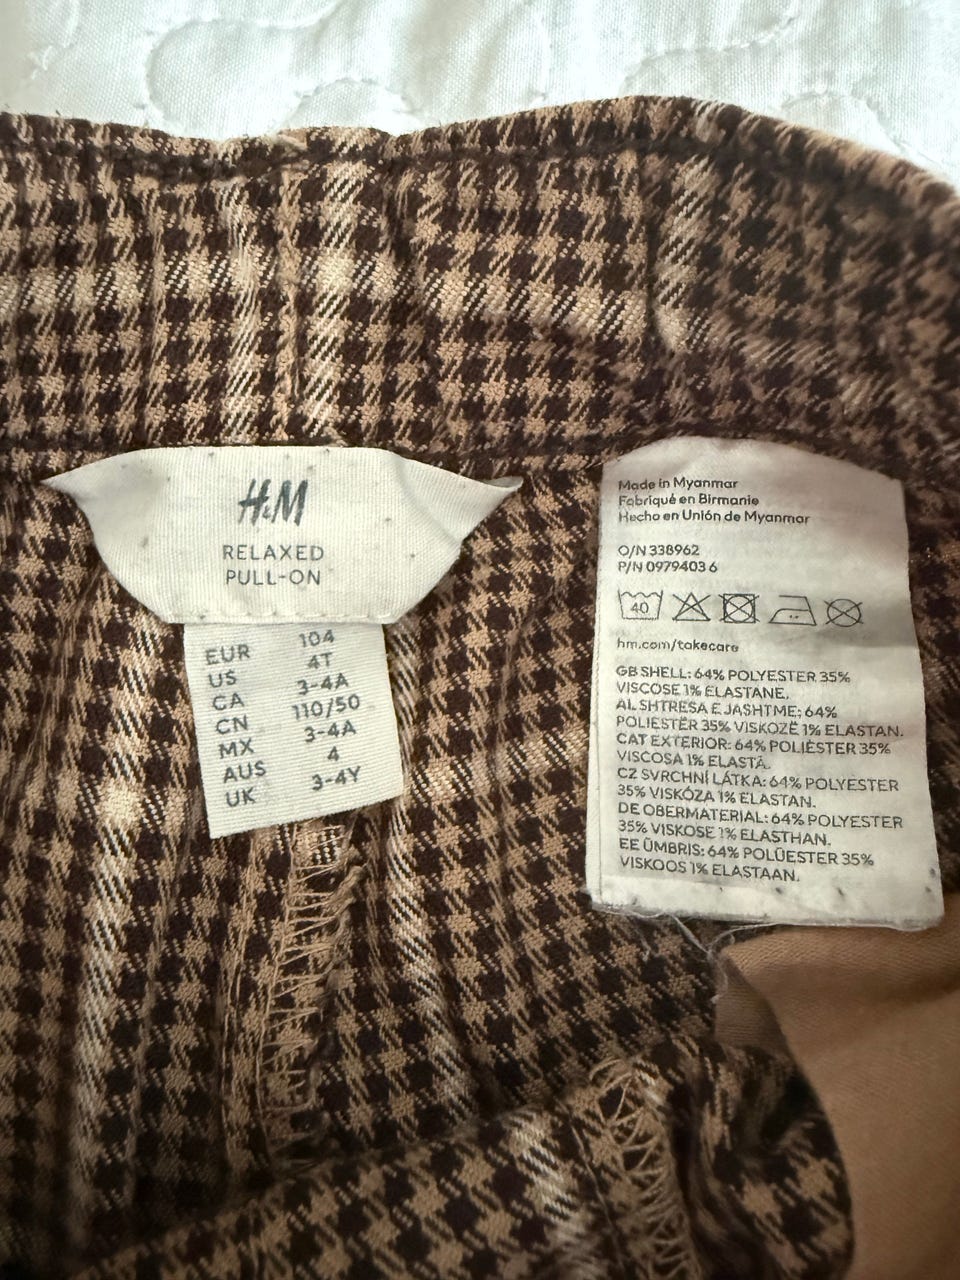 H&M
RELAXED
PULL-ON
EUR 104
US 4T
CA 3-4A
CN 110/50
MX 3-4A
AUS 4
UK 3-4Y
Made in Myanmar
Fabriqué en Birmanie
Hecho en Unión de Myanmar
O/N 338962
P/N 0979403 6
40
hm.com/takecare
GB SHELL: 64% POLYESTER 35%
VISCOSE 1% ELASTANE.
AL SHTRESA E JASHTME: 64%
POLIESTËR 35% VISKOZË 1% ELASTAN.
CAT EXTERIOR: 64% POLIÈSTER 35%
VISCOSA 1% ELASTÀ.
CZ SVRCHNÍ LÁTKA: 64% POLYESTER
35% VISKÓZA 1% ELASTAN.
DE OBERMATERIAL: 64% POLYESTER
35% VISKOSE 1% ELASTHAN.
EE ÜMBRIS: 64% POLÜESTER 35%
VISKOOS 1% ELASTAAN.